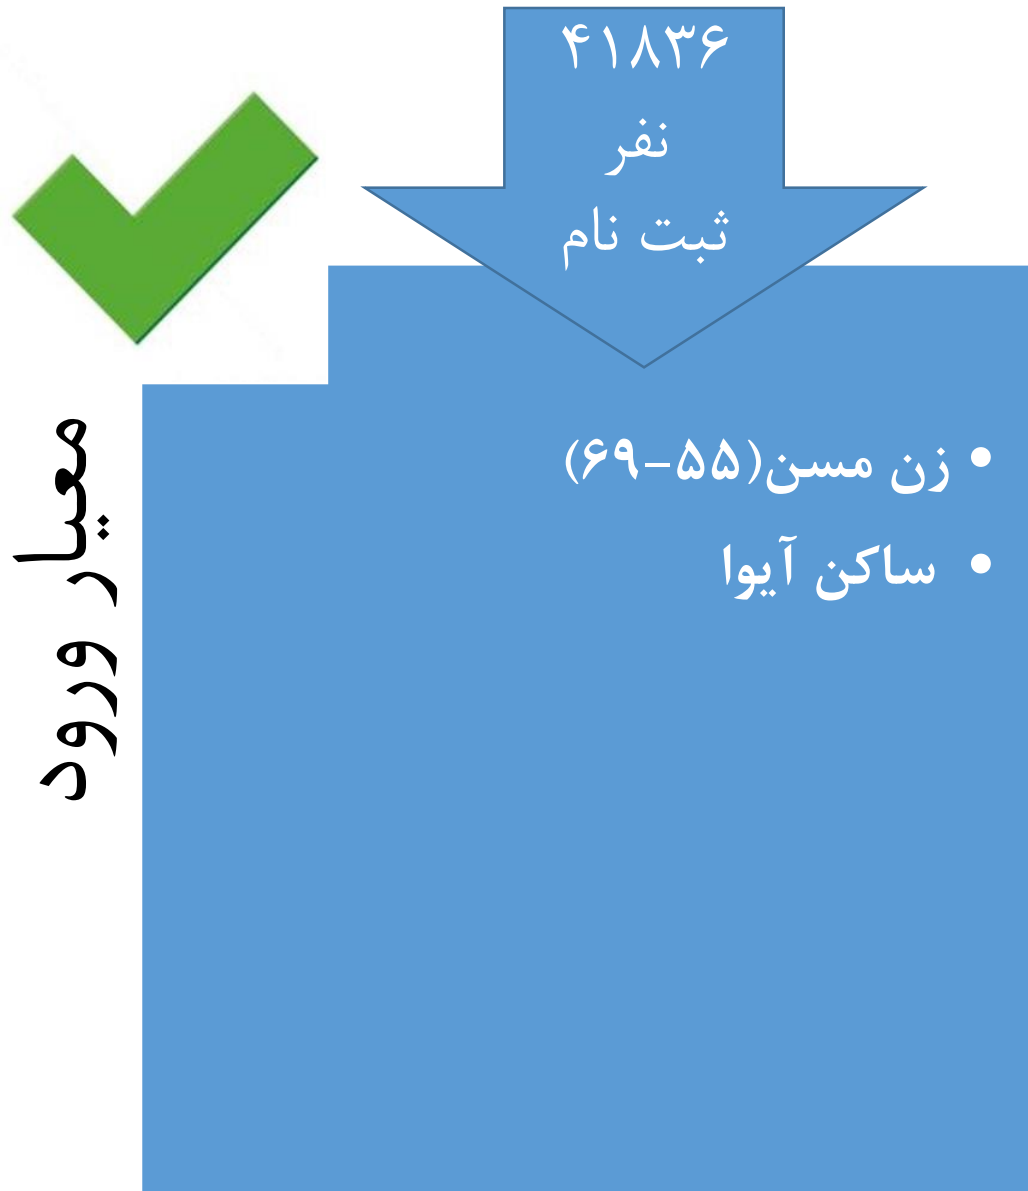 ۴۱۸۳۶
نفر
ثبت نام
معیار ورود
• زن مسن(۵۵-۶۹)
• ساکن آیوا